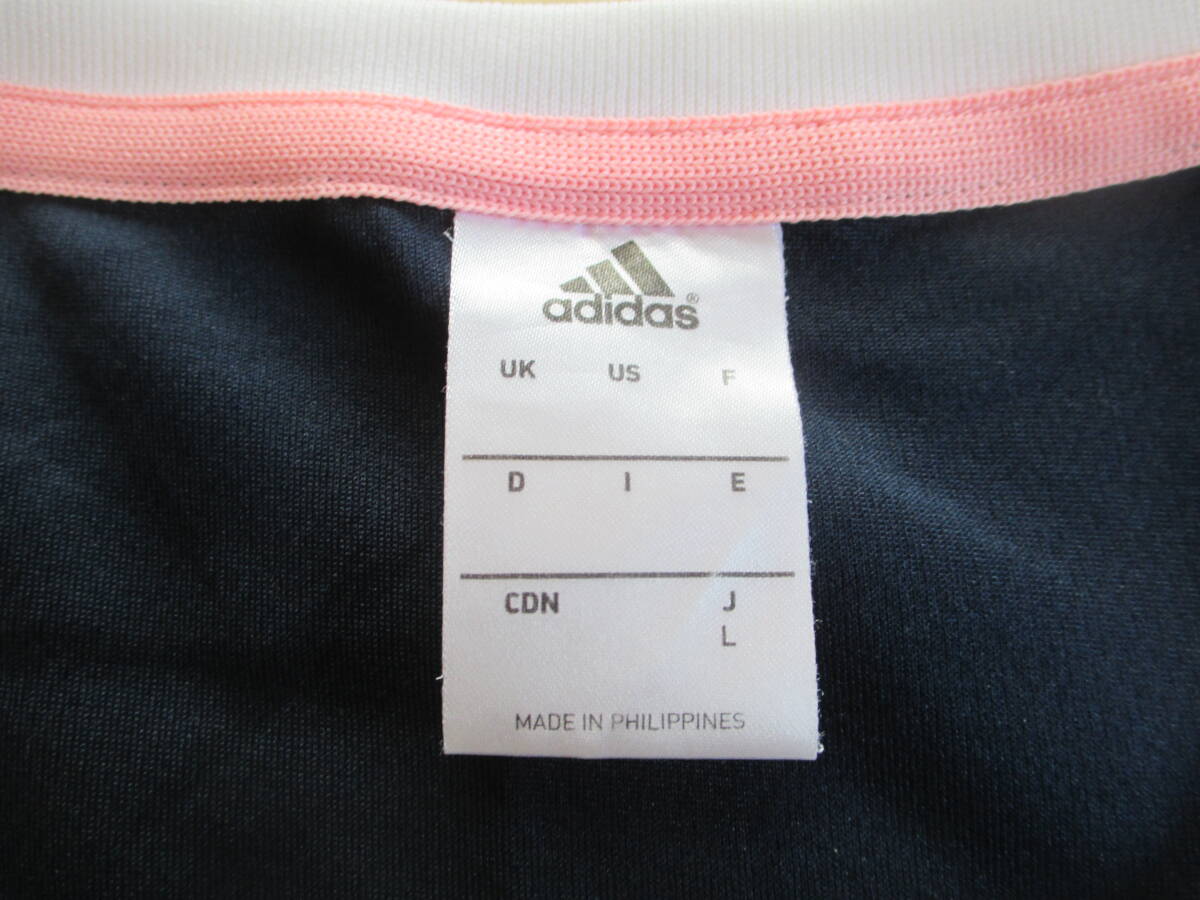 adidas®
UK US F
D I E
CDN J
L
MADE IN PHILIPPINES